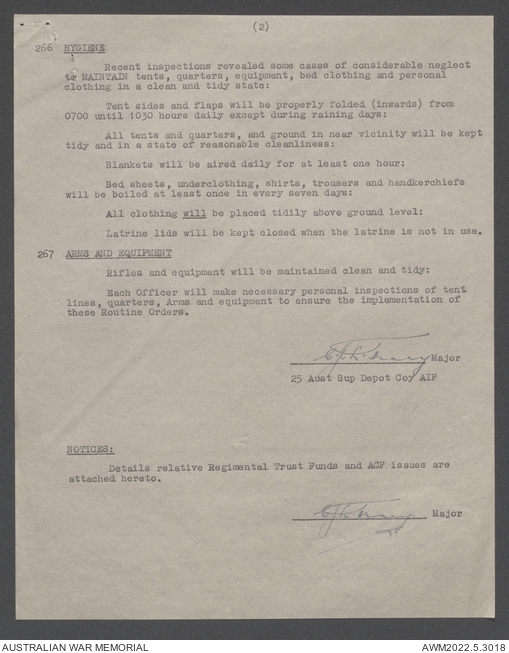 (2)
266 HYGIENE
Recent inspections revealed some cases of considerable neglect
to MAINTAIN tents, quarters, equipment, bed clothing and personal
clothing in a clean and tidy state:
Tent sides and flaps will be properly folded (inwards) from
0700 until 1030 hours daily except during raining days:
All tents and quarters, and ground in near vicinity will be kept
tidy and in a state of reasonable cleanliness:
Blankets will be aired daily for at least one hour:
Bed sheets, underclothing, shirts, trousers and handkerchiefs
will be boiled at least once in every seven days:
All clothing will be placed tidily above ground level:
Latrine lids will be kept closed when the latrine is not in use.
267 ARMS AND EQUIPMENT
Rifles and equipment will be maintained clean and tidy:
Each Officer will make necessary personal inspections of tent
lines, quarters, Arms and equipment to ensure the implementation of
these Routine Orders.
Major
25 Aust Sup Depot Coy AIF
NOTICES:
Details relative Regimental Trust Funds and ACF issues are
attached hereto.
Major
AUSTRALIAN WAR MEMORIAL
AWM2022.5.3018